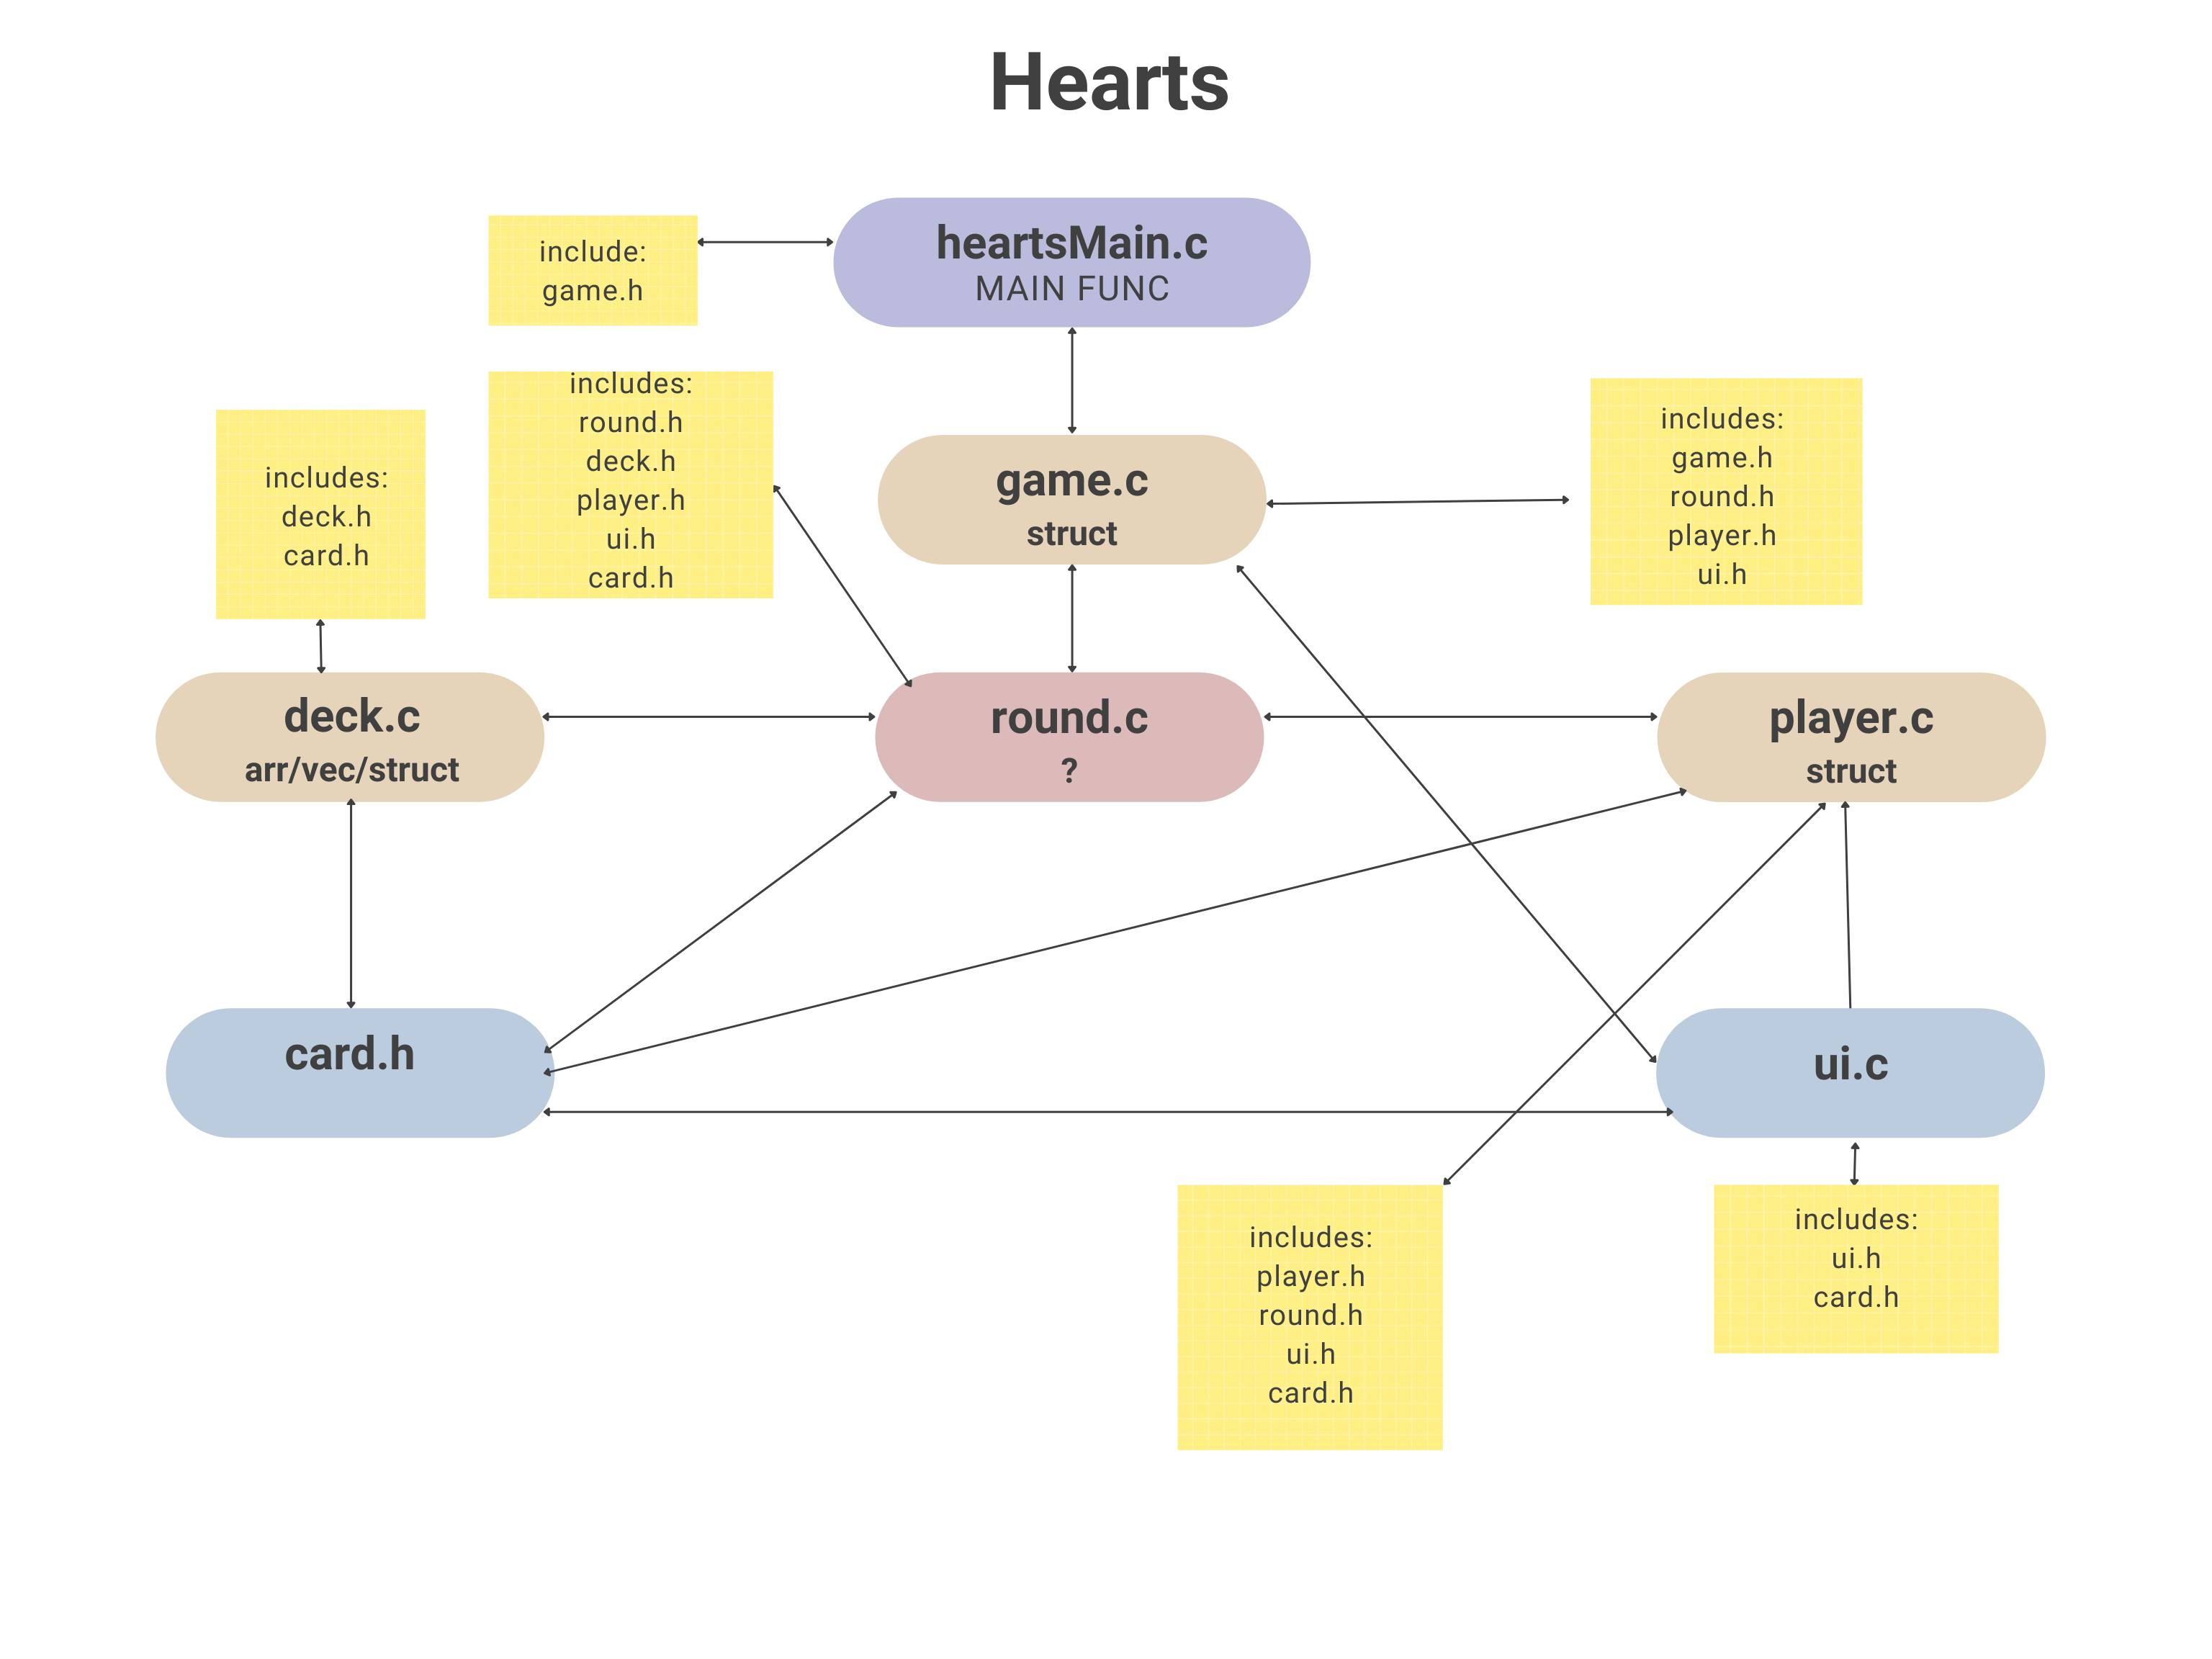 Hearts
heartsMain.c
MAIN FUNC
include:
game.h
includes:
round.h
deck.h
player.h
ui.h
card.h
game.c
struct
includes:
game.h
round.h
player.h
ui.h
includes:
deck.h
card.h
deck.c
arr/vec/struct
round.c
?
player.c
struct
card.h
ui.c
includes:
player.h
round.h
ui.h
card.h
includes:
ui.h
card.h